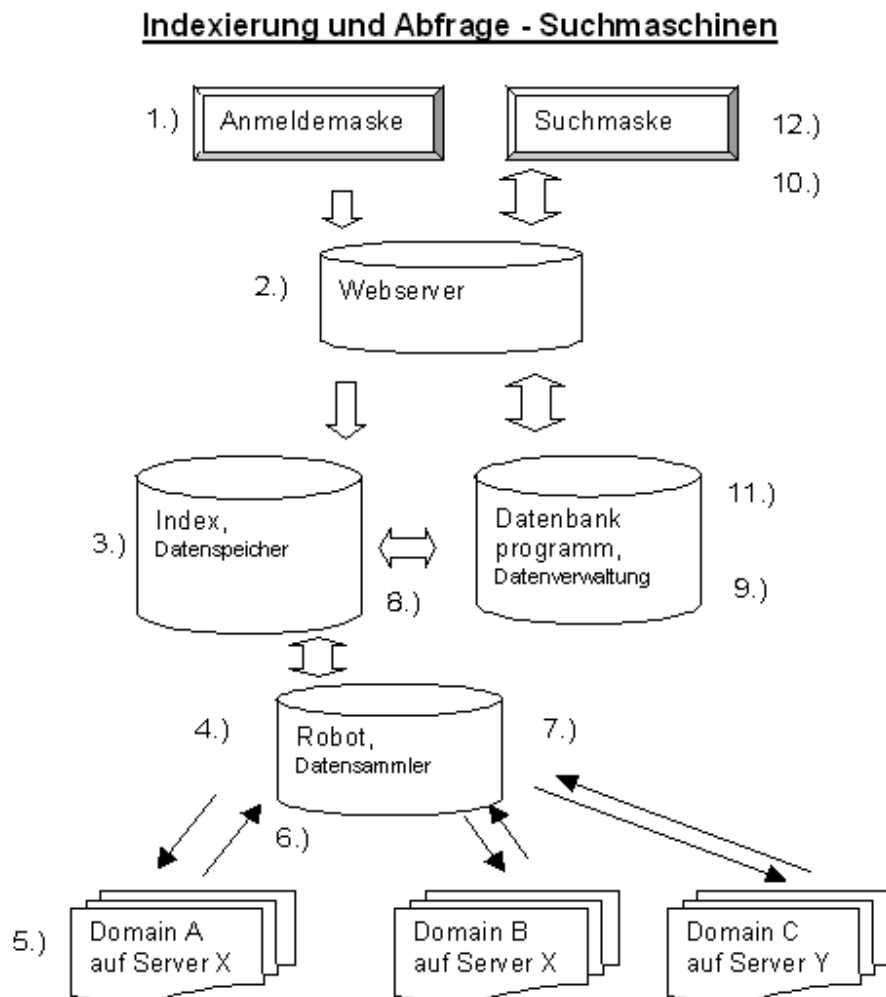 Indexierung und Abfrage - Suchmaschinen
1.)
Anmeldemaske
Suchmaske
12.)
10.)
2.)
Webserver
3.)
Index,
Datenspeicher
8.)
Datenbank
programm,
Datenverwaltung
11.)
9.)
4.)
Robot,
Datensammler
7.)
6.)
5.)
Domain A
auf Server X
Domain B
auf Server X
Domain C
auf Server Y